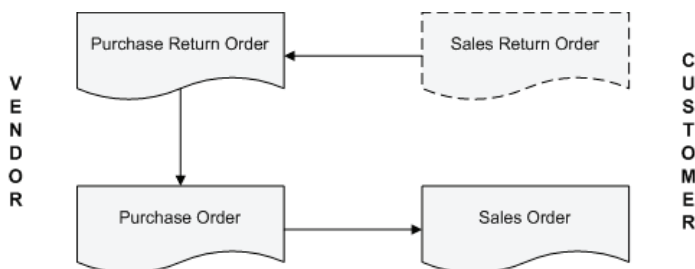 Purchase Return Order
Sales Return Order
VENDOR
CUSTOMER
Purchase Order
Sales Order